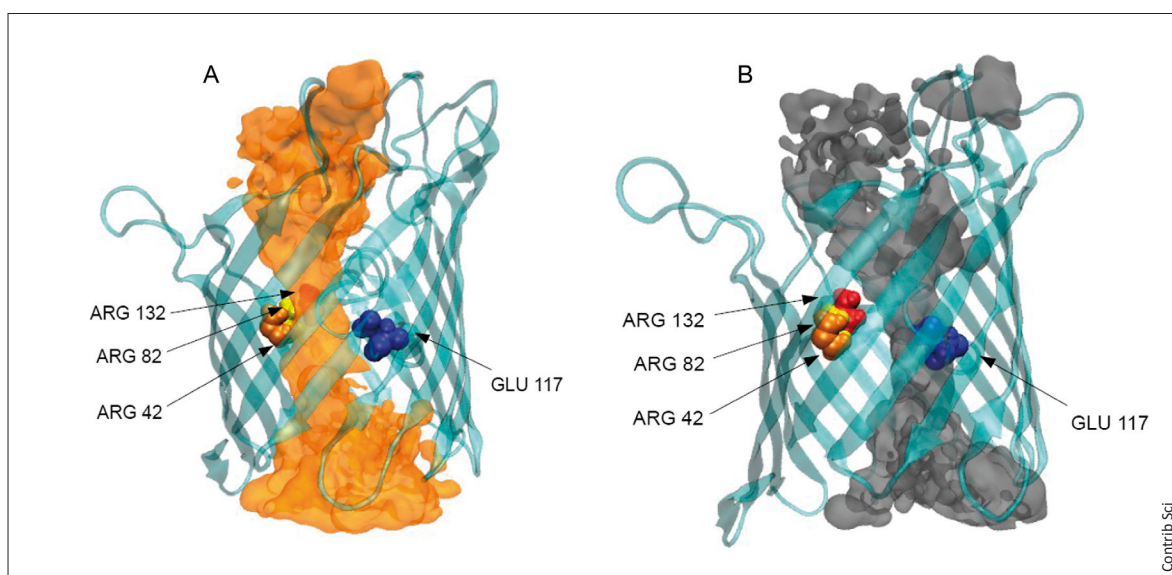 A
ARG 132
ARG 82
ARG 42
GLU 117
B
ARG 132
ARG 82
ARG 42
GLU 117
Contrib Sci